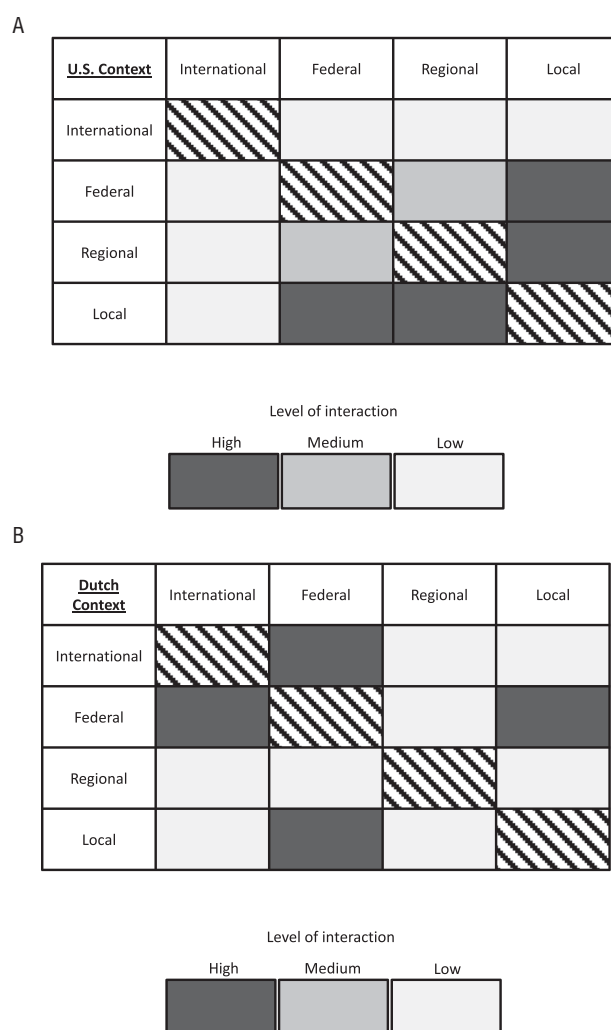 A
U.S. Context International Federal Regional Local
International
Federal
Regional
Local
Level of interaction
High Medium Low
B
Dutch
Context
International Federal Regional Local
International
Federal
Regional
Local
Level of interaction
High Medium Low